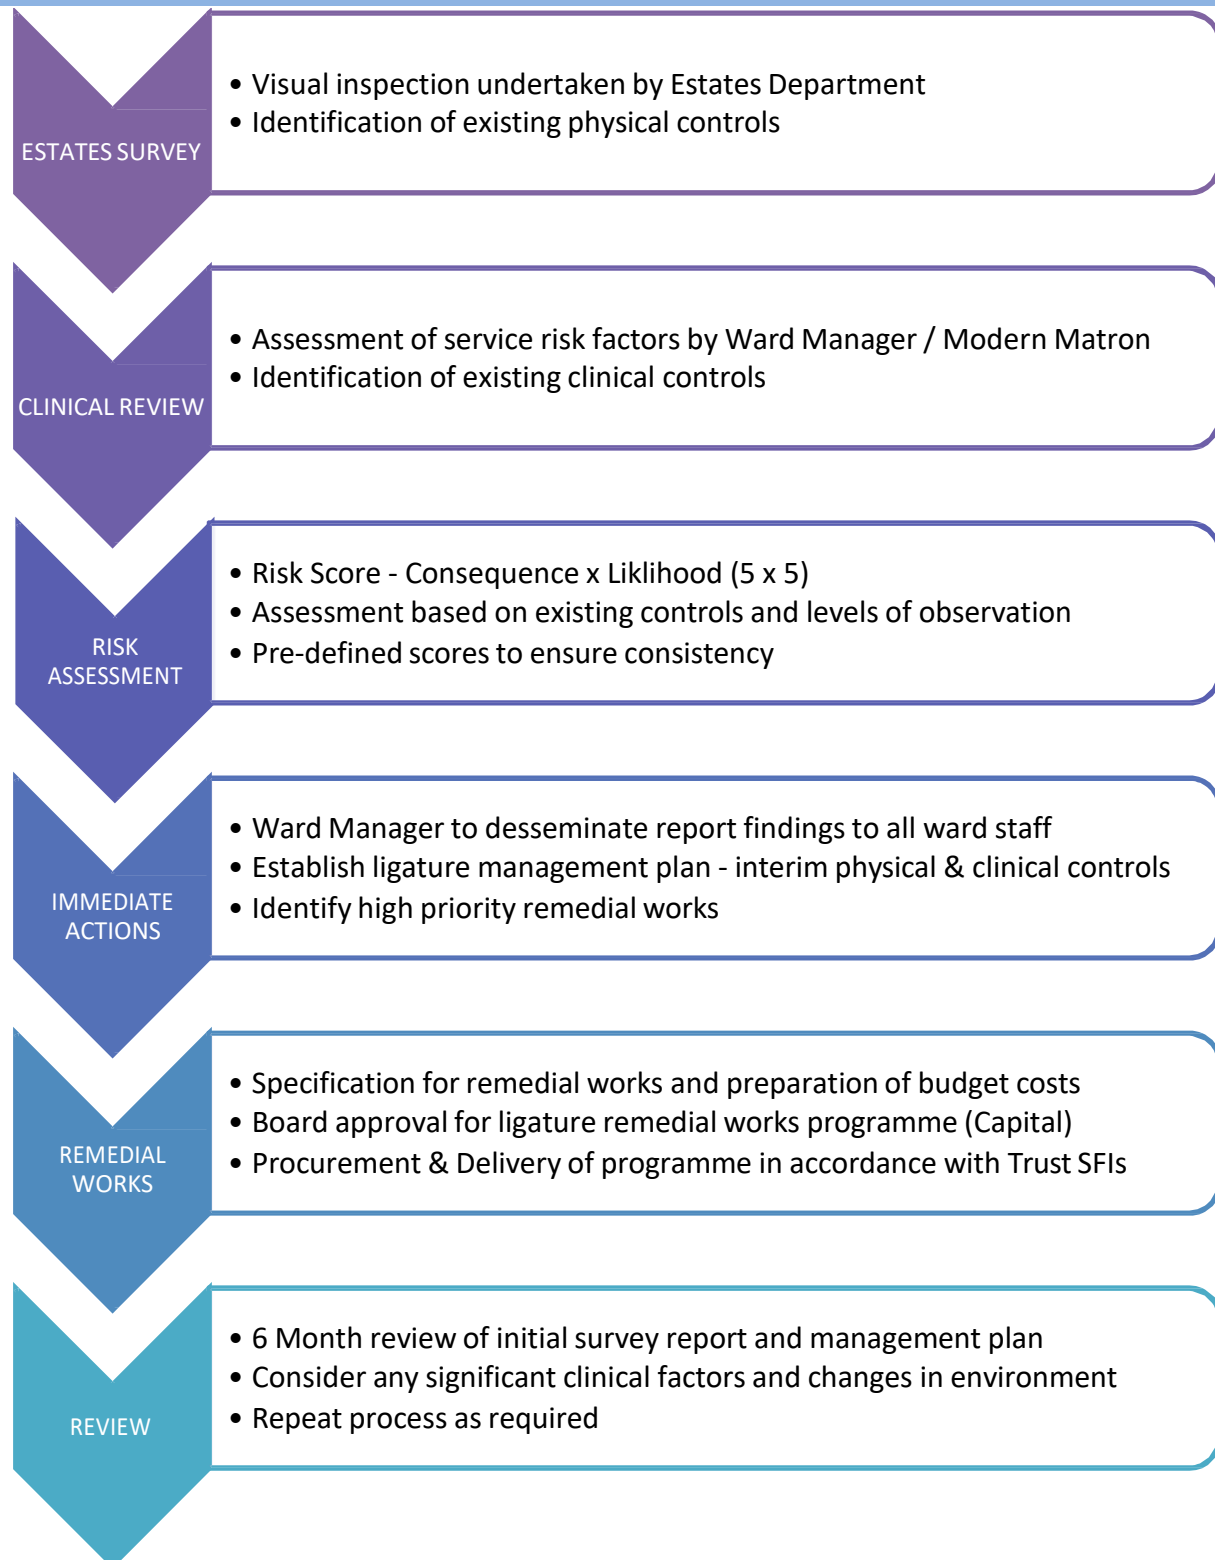 ESTATES SURVEY
• Visual inspection undertaken by Estates Department
• Identification of existing physical controls
CLINICAL REVIEW
• Assessment of service risk factors by Ward Manager / Modern Matron
• Identification of existing clinical controls
RISK
ASSESSMENT
• Risk Score - Consequence x Liklihood (5 x 5)
• Assessment based on existing controls and levels of observation
• Pre-defined scores to ensure consistency
IMMEDIATE
ACTIONS
• Ward Manager to desseminate report findings to all ward staff
• Establish ligature management plan - interim physical & clinical controls
• Identify high priority remedial works
REMEDIAL
WORKS
• Specification for remedial works and preparation of budget costs
• Board approval for ligature remedial works programme (Capital)
• Procurement & Delivery of programme in accordance with Trust SFIs
REVIEW
• 6 Month review of initial survey report and management plan
• Consider any significant clinical factors and changes in environment
• Repeat process as required